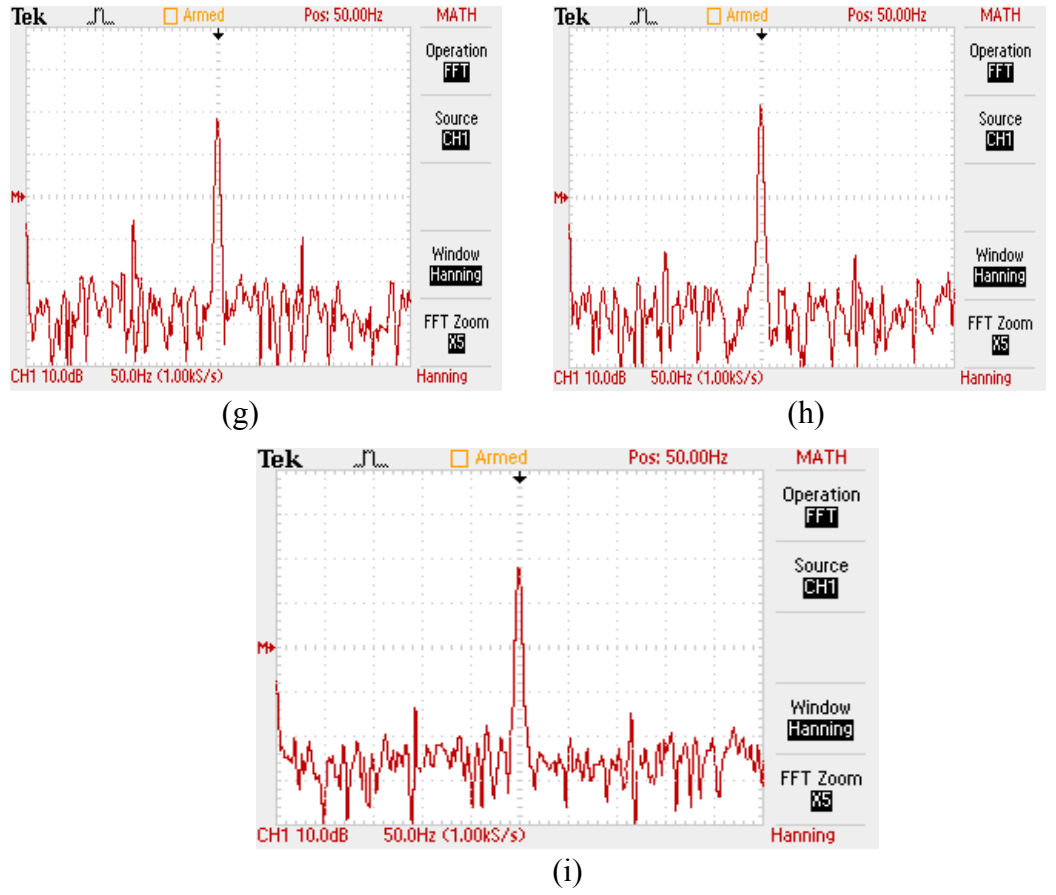 Tek Armed Pos: 50.00Hz MATH
Operation
FFT
Source
CH1
M
Window
Hanning
FFT Zoom
X5
CH1 10.0dB 50.0Hz (1.00kS/s) Hanning
(g)
Tek Armed Pos: 50.00Hz MATH
Operation
FFT
Source
CH1
M
Window
Hanning
FFT Zoom
X5
CH1 10.0dB 50.0Hz (1.00kS/s) Hanning
(h)
Tek Armed Pos: 50.00Hz MATH
Operation
FFT
Source
CH1
M
Window
Hanning
FFT Zoom
X5
CH1 10.0dB 50.0Hz (1.00kS/s) Hanning
(i)